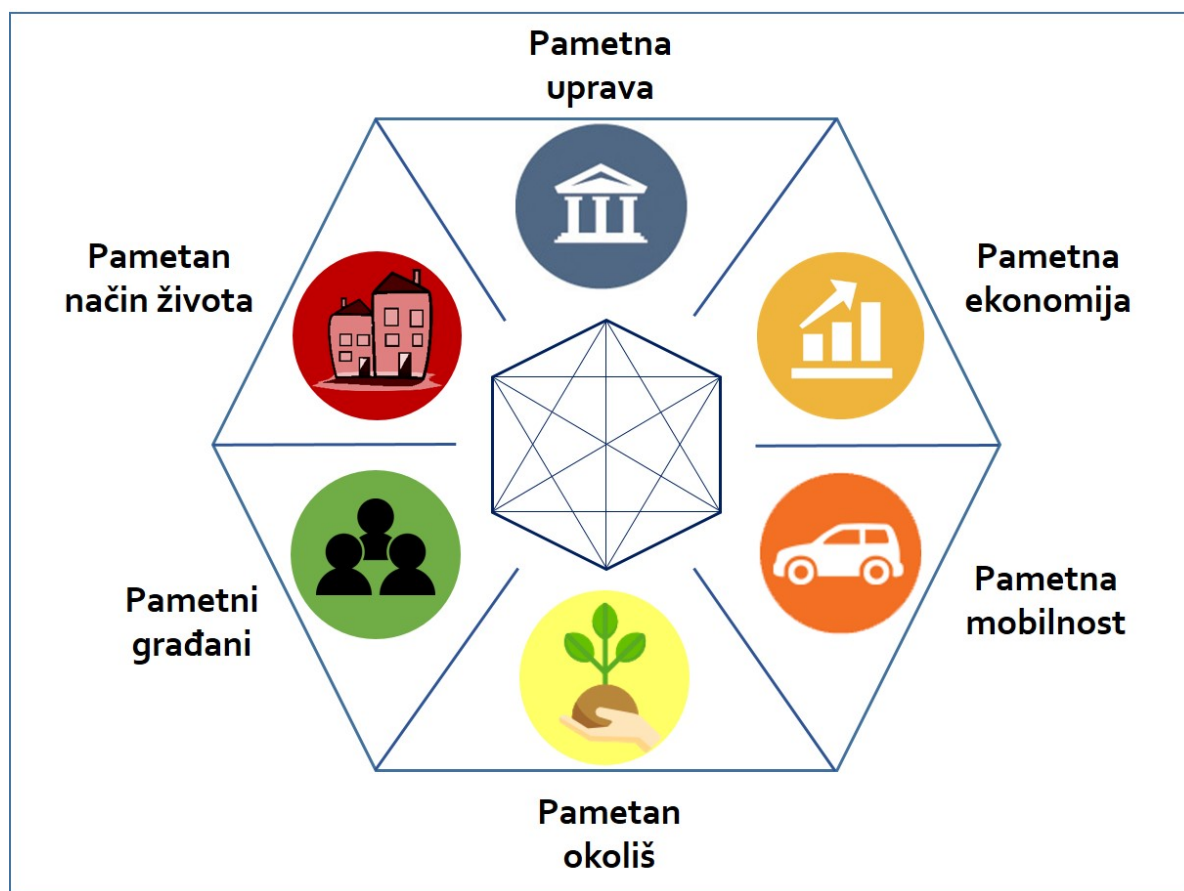 Pametna
uprava
Pametan
način života
Pametna
ekonomija
Pametni
građani
Pametna
mobilnost
Pametan
okoliš